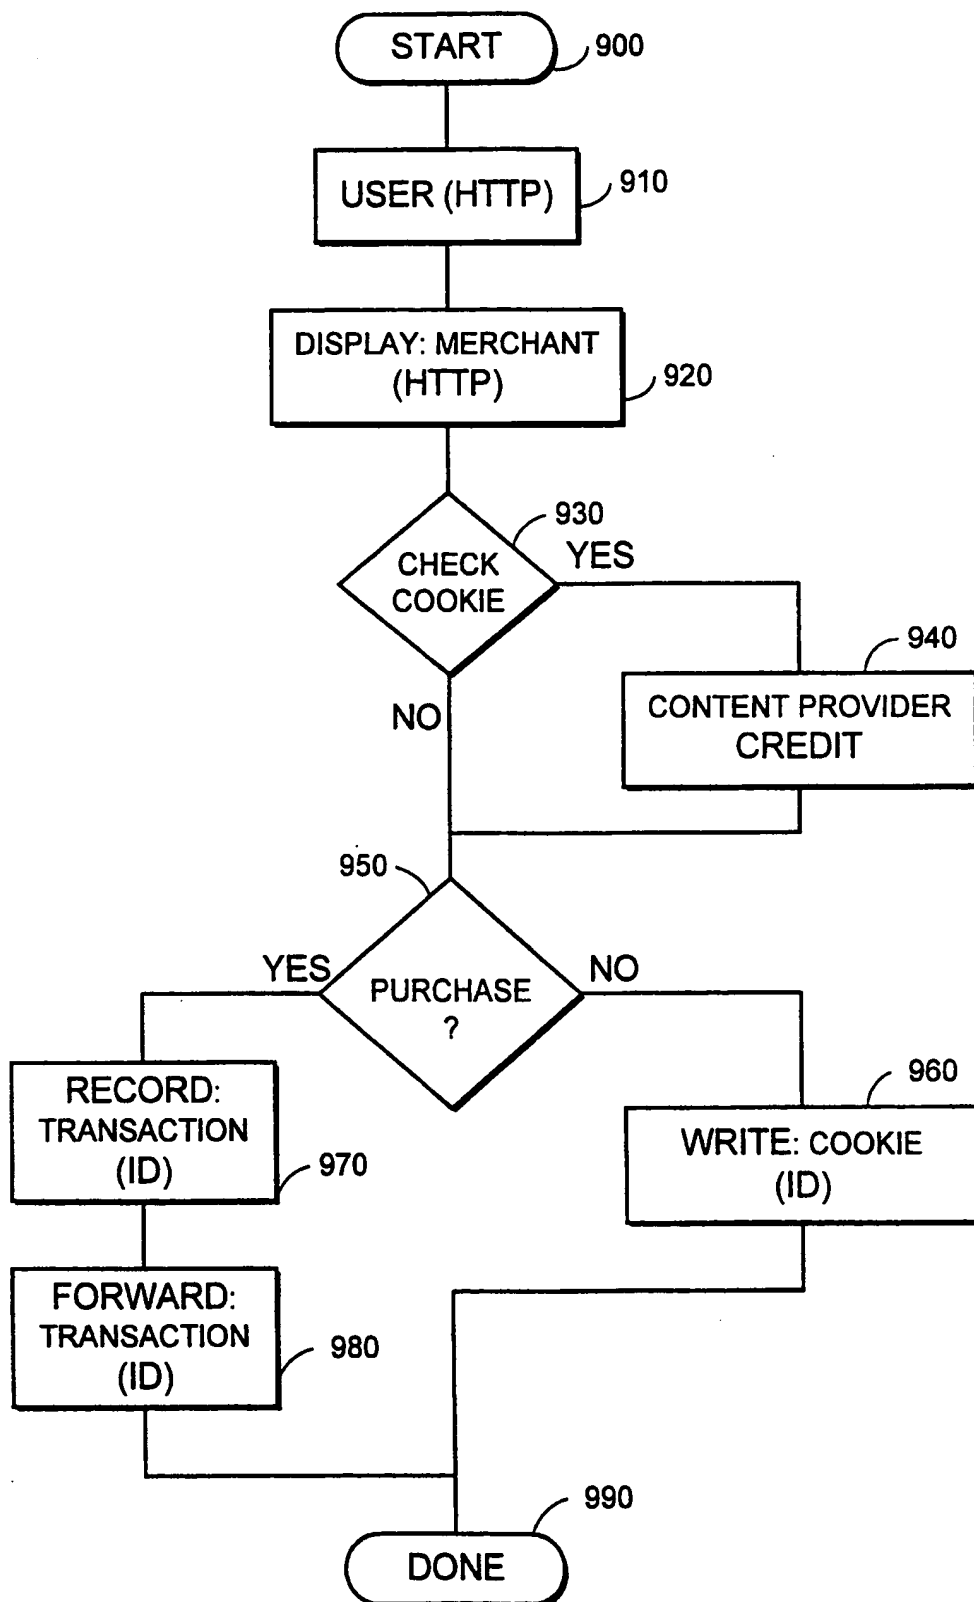 START
900
USER (HTTP)
910
DISPLAY: MERCHANT
(HTTP)
920
930
CHECK
COOKIE
YES
NO
940
CONTENT PROVIDER
CREDIT
950
YES
PURCHASE
?
NO
RECORD:
TRANSACTION
(ID)
970
960
WRITE: COOKIE
(ID)
FORWARD:
TRANSACTION
(ID)
980
990
DONE